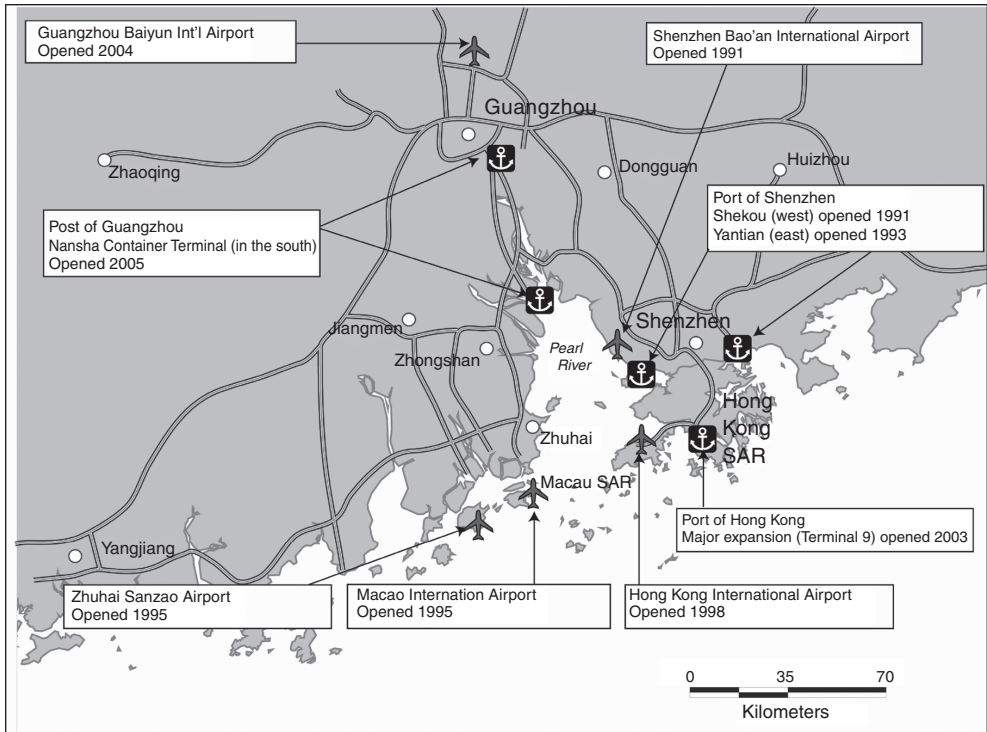 Guangzhou Baiyun Int'l Airport
Opened 2004
Shenzhen Bao'an International Airport
Opened 1991
Guangzhou
Zhaoqing
Dongguan
Huizhou
Port of Shenzhen
Shekou (west) opened 1991
Yantian (east) opened 1993
Post of Guangzhou
Nansha Container Terminal (in the south)
Opened 2005
Jiangmen
Zhongshan
Pearl
River
Shenzhen
Hong
Kong
SAR
Zhuhai
Macau SAR
Port of Hong Kong
Major expansion (Terminal 9) opened 2003
Yangjiang
Zhuhai Sanzao Airport
Opened 1995
Macao Internation Airport
Opened 1995
Hong Kong International Airport
Opened 1998
0 35 70
Kilometers